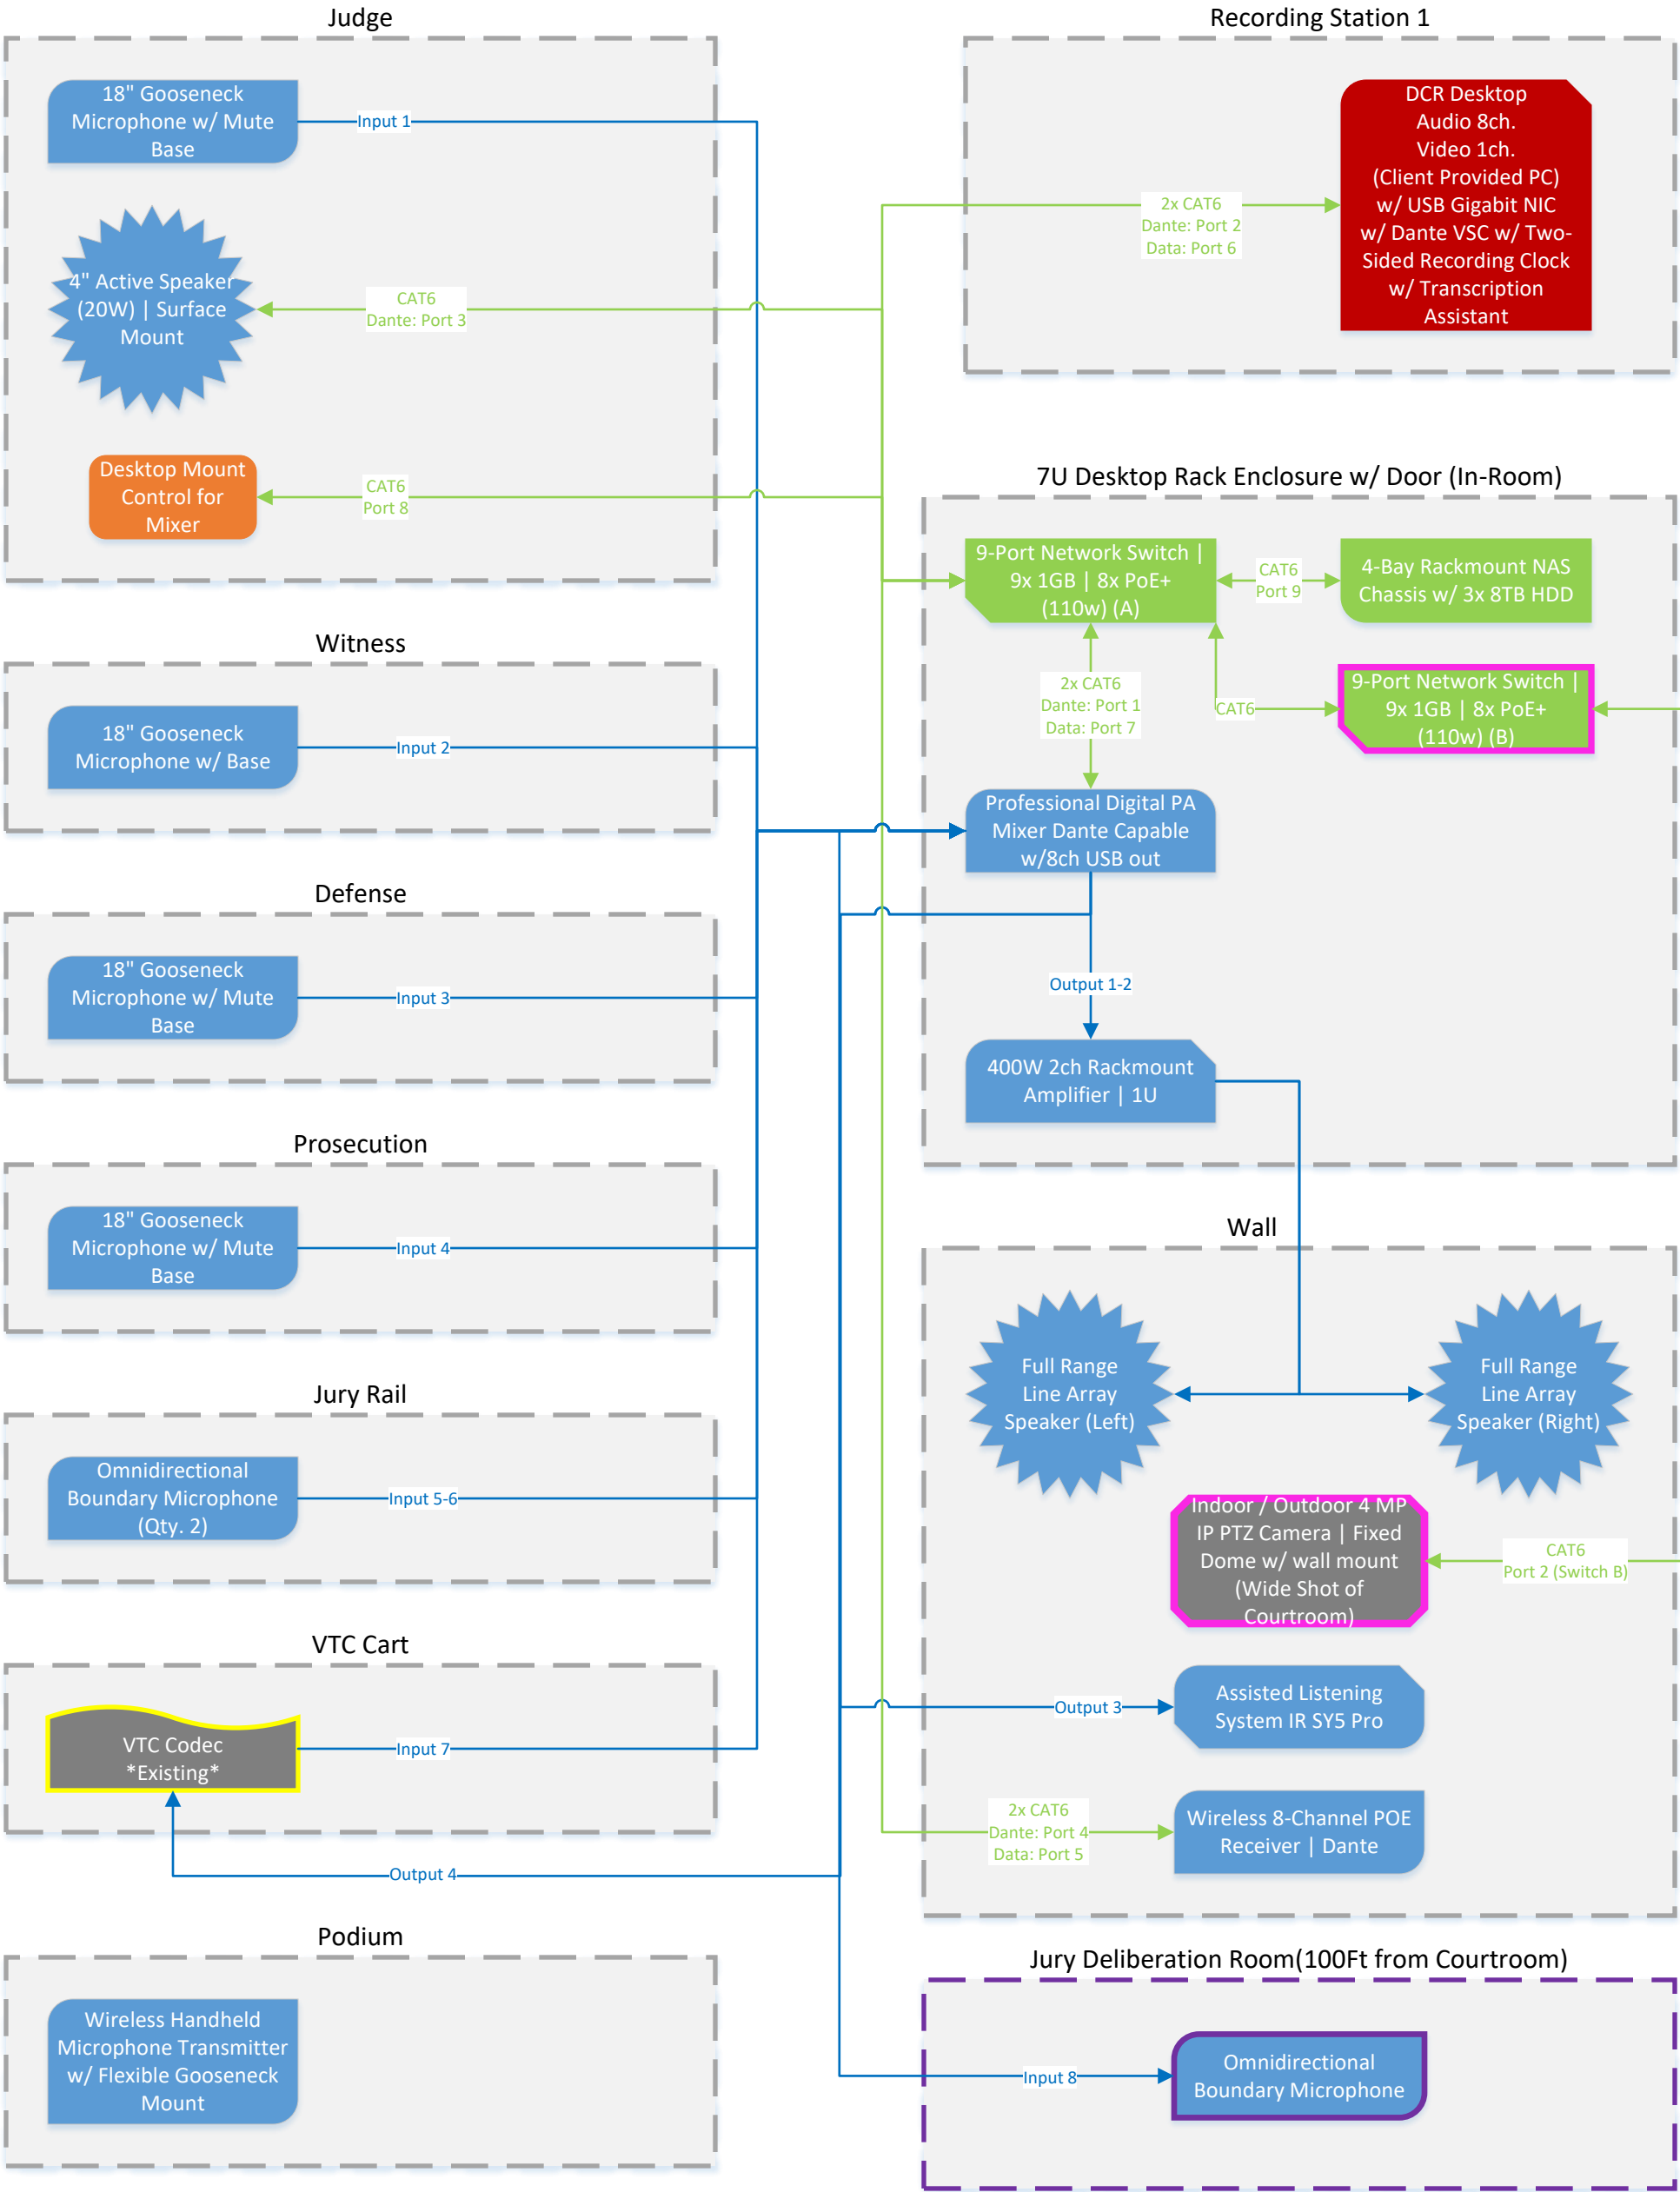 Judge
18" Gooseneck
Microphone w/ Mute
Base
Input 1
4" Active Speaker
(20W) | Surface
Mount
CAT6
Dante: Port 3
Desktop Mount
Control for
Mixer
CAT6
Port 8
Witness
18" Gooseneck
Microphone w/ Base
Input 2
Defense
18" Gooseneck
Microphone w/ Mute
Base
Input 3
Prosecution
18" Gooseneck
Microphone w/ Mute
Base
Input 4
Jury Rail
Omnidirectional
Boundary Microphone
(Qty. 2)
Input 5-6
VTC Cart
VTC Codec
*Existing*
Input 7
Output 4
Podium
Wireless Handheld
Microphone Transmitter
w/ Flexible Gooseneck
Mount
Recording Station 1
2x CAT6
Dante: Port 2
Data: Port 6
DCR Desktop
Audio 8ch.
Video 1ch.
(Client Provided PC)
w/ USB Gigabit NIC
w/ Dante VSC w/ Two-
Sided Recording Clock
w/ Transcription
Assistant
7U Desktop Rack Enclosure w/ Door (In-Room)
9-Port Network Switch |
9x 1GB | 8x PoE+
(110w) (A)
CAT6
Port 9
4-Bay Rackmount NAS
Chassis w/ 3x 8TB HDD
2x CAT6
Dante: Port 1
Data: Port 7
CAT6
9-Port Network Switch |
9x 1GB | 8x PoE+
(110w) (B)
Professional Digital PA
Mixer Dante Capable
w/8ch USB out
Output 1-2
400W 2ch Rackmount
Amplifier | 1U
Wall
Full Range
Line Array
Speaker (Left)
Full Range
Line Array
Speaker (Right)
Indoor / Outdoor 4 MP
IP PTZ Camera | Fixed
Dome w/ wall mount
(Wide Shot of
Courtroom)
CAT6
Port 2 (Switch B)
Output 3
Assisted Listening
System IR SY5 Pro
2x CAT6
Dante: Port 4
Data: Port 5
Wireless 8-Channel POE
Receiver | Dante
Jury Deliberation Room(100Ft from Courtroom)
Input 8
Omnidirectional
Boundary Microphone